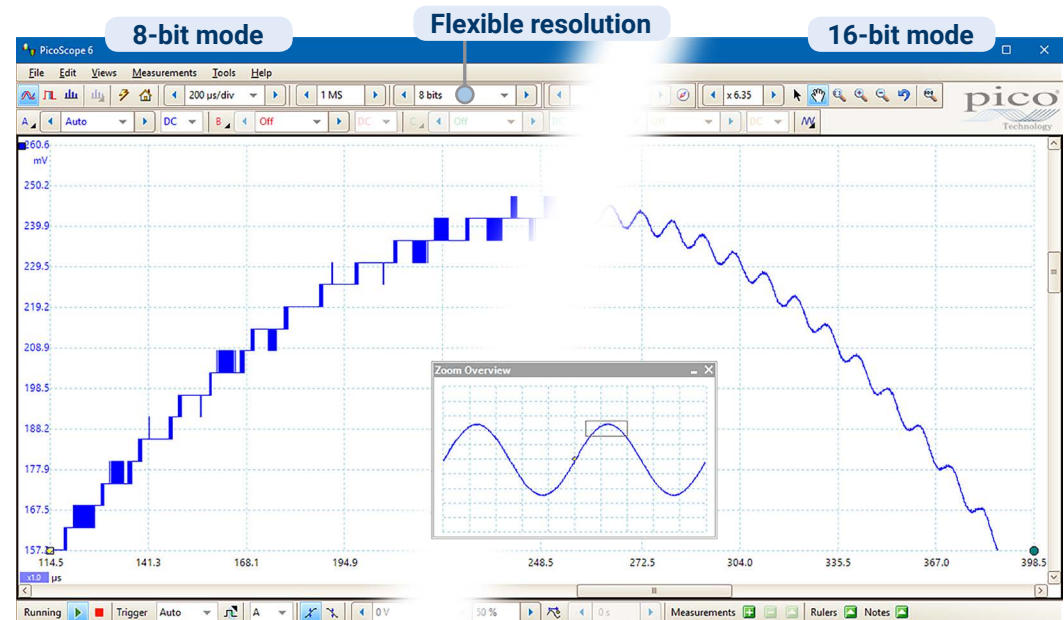 8-bit mode
Flexible resolution
16-bit mode
PicoScope 6
File Edit Views Measurements Tools Help
200 µs/div 1 MS 8 bits x 6.35
pico
Technology
A Auto DC B Off DC C Off DC Off DC
260.6
mV
250.2
239.9
229.5
219.2
208.9
198.5
188.2
177.9
167.5
Zoom Overview
114.5 141.3 168.1 194.9 248.5 272.5 304.0 335.5 367.0 398.5
x1.0 µs
Running Trigger Auto A 0 V 50 % 0 s Measurements Rulers Notes